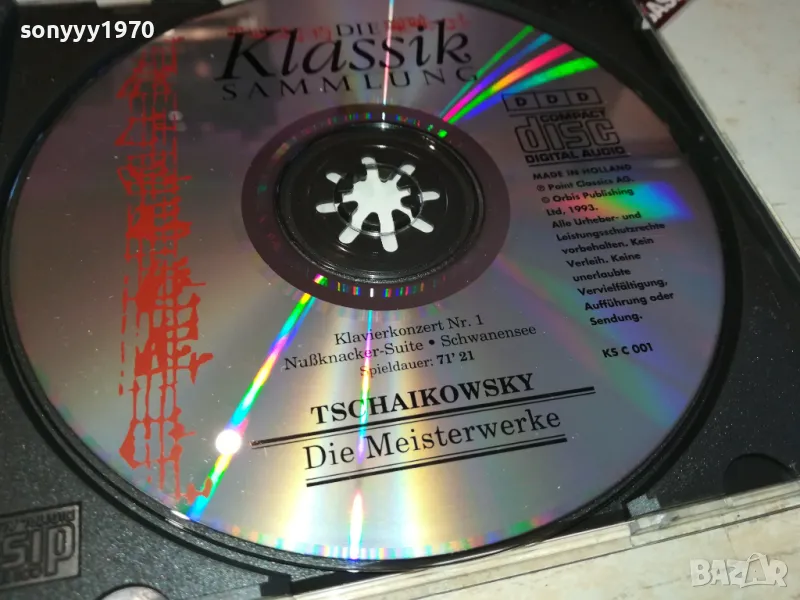 sonyyy1970
DIE
Klassik
SAMMLUNG
DDD
COMPACT
disc
DIGITAL AUDIO
MADE IN HOLLAND
℗ Point Classics AG.
© Orbis Publishing
Ltd, 1993.
Alle Urheber- und
Leistungsschutzrechte
vorbehalten. Kein
Verleih. Keine
unerlaubte
Vervielfältigung,
Aufführung oder
Sendung.
KS C 001
Klavierkonzert Nr. 1
Nußknacker-Suite • Schwanensee
Spieldauer: 71' 21
TSCHAIKOWSKY
Die Meisterwerke
disc
BAZAR